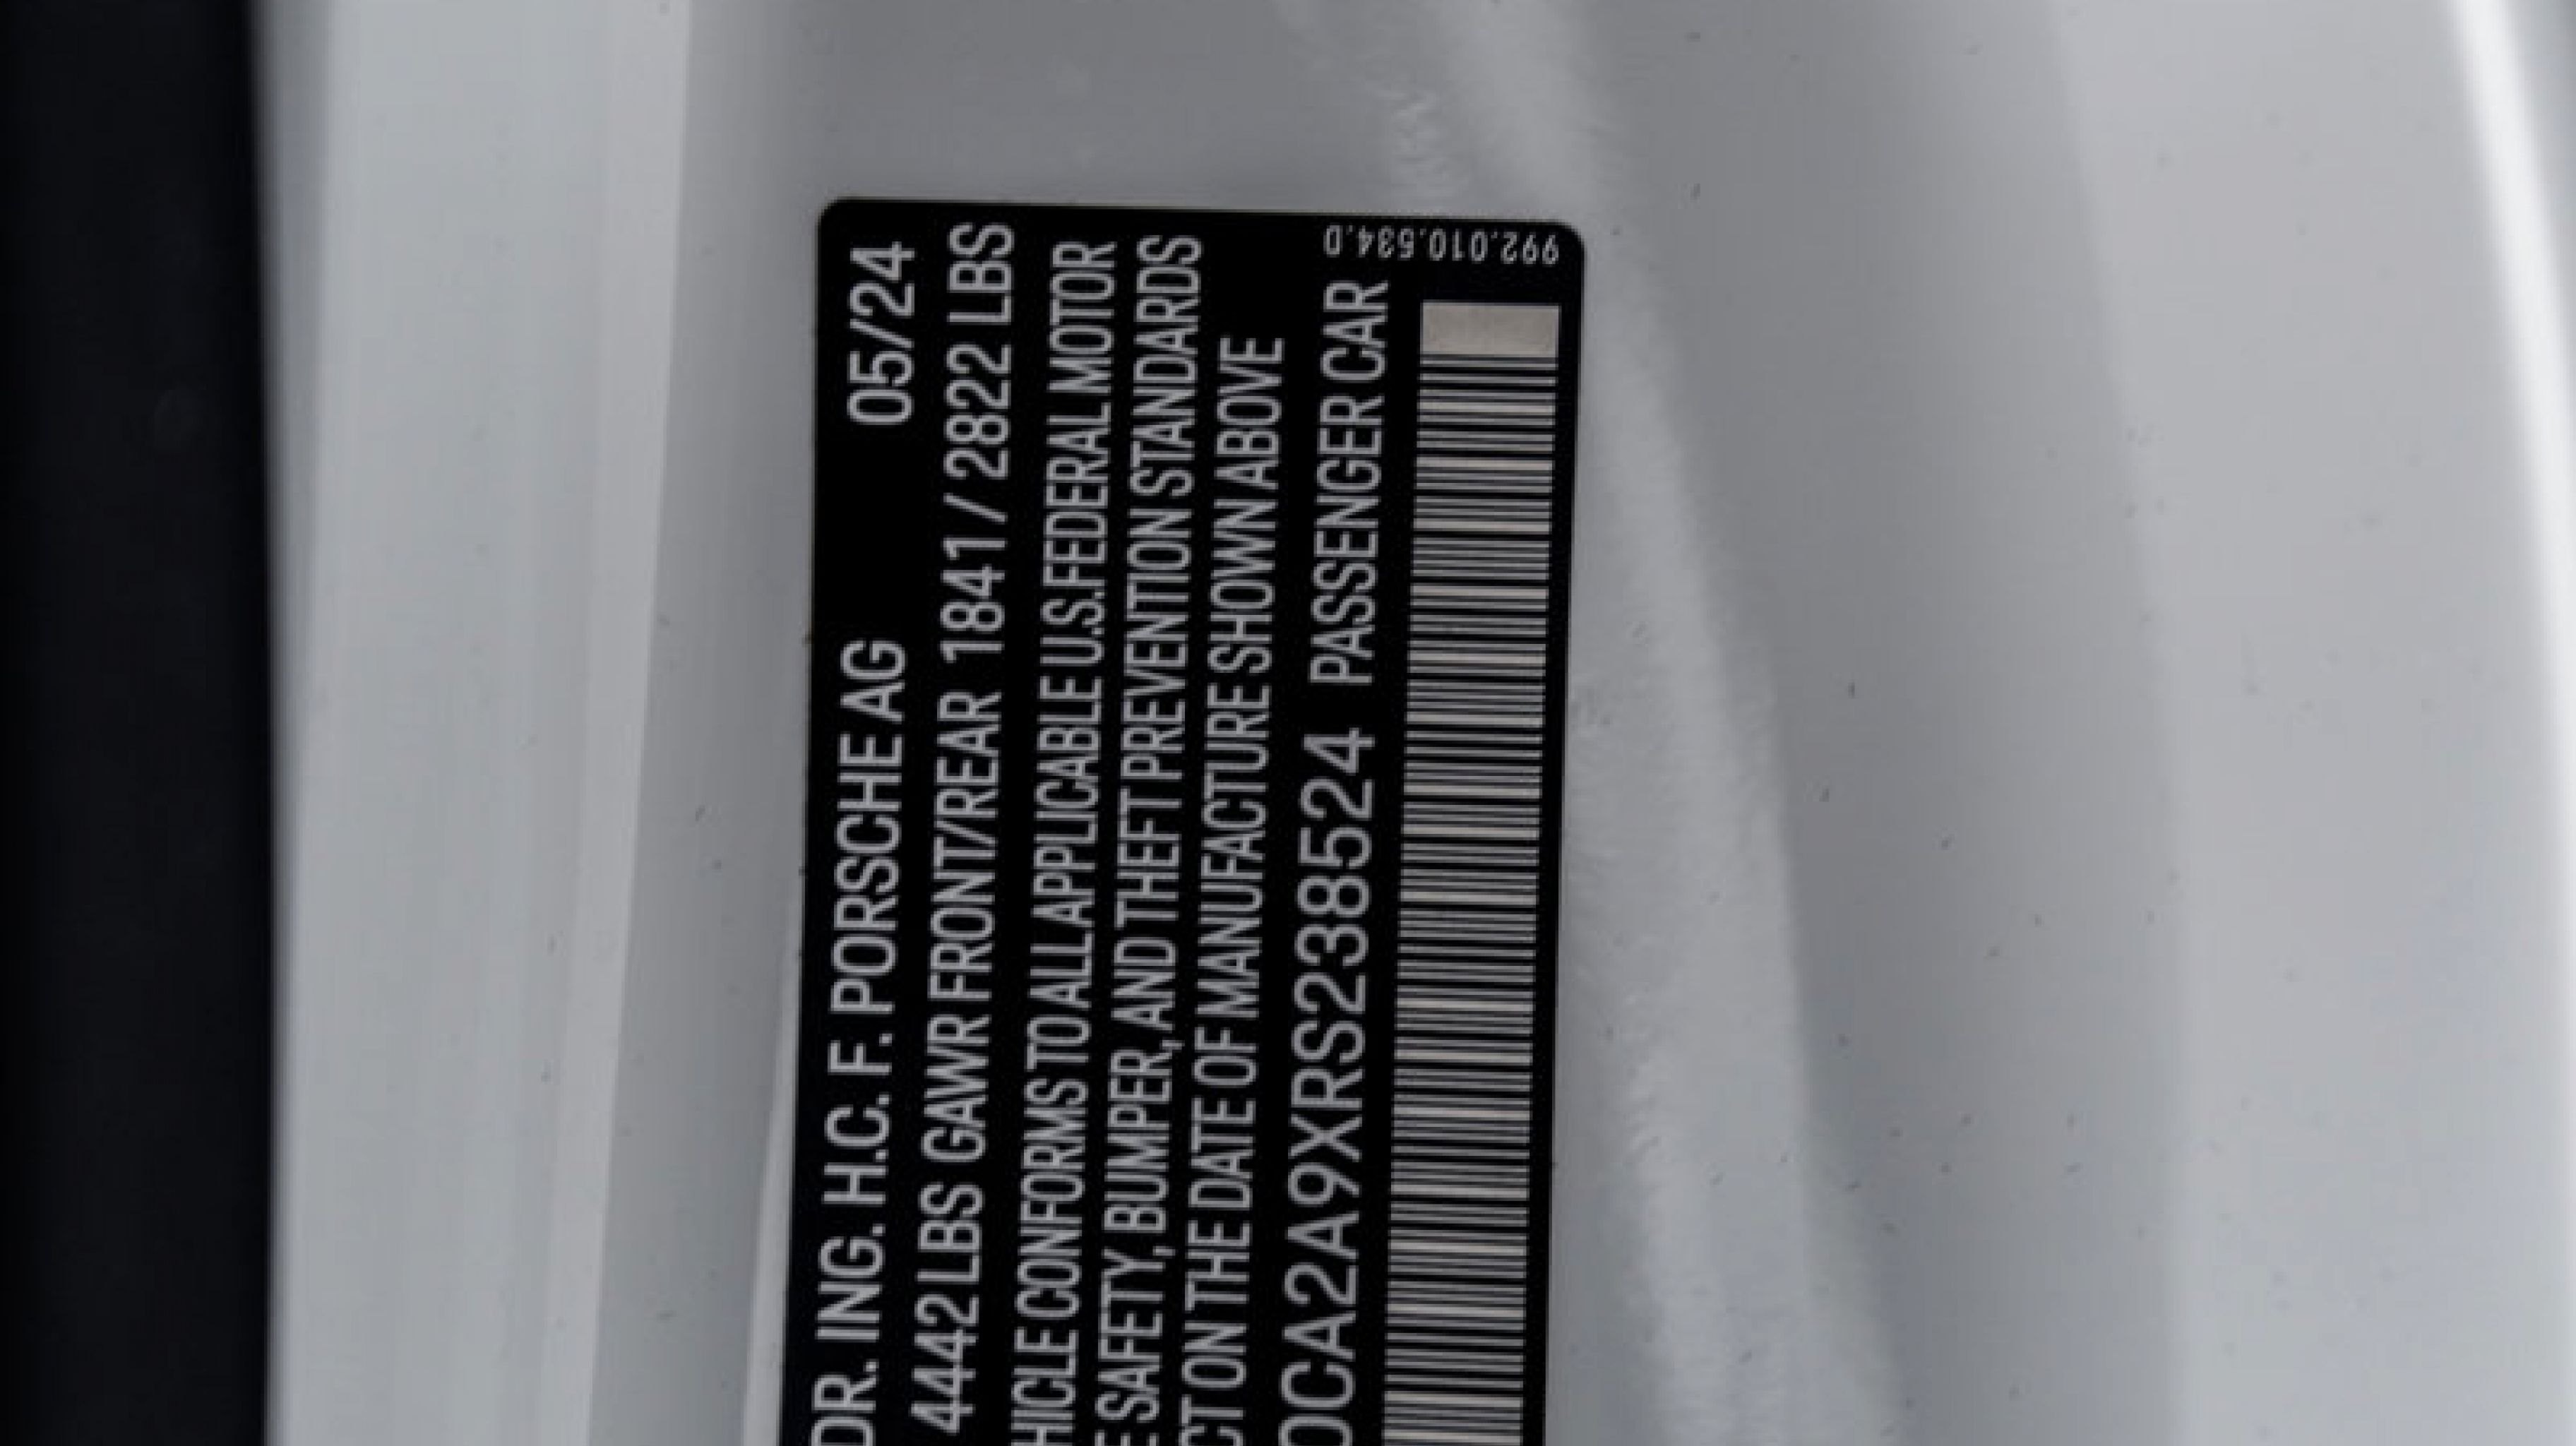 DR. ING. H.C. F. PORSCHE AG 05/24
4442 LBS GAWR FRONT/REAR 1841 / 2822 LBS
HICLE CONFORMS TO ALL APPLICABLE U.S. FEDERAL MOTOR
E SAFETY, BUMPER, AND THEFT PREVENTION STANDARDS
CT ON THE DATE OF MANUFACTURE SHOWN ABOVE
0CA2A9XRS238524 PASSENGER CAR
992.010.534.D